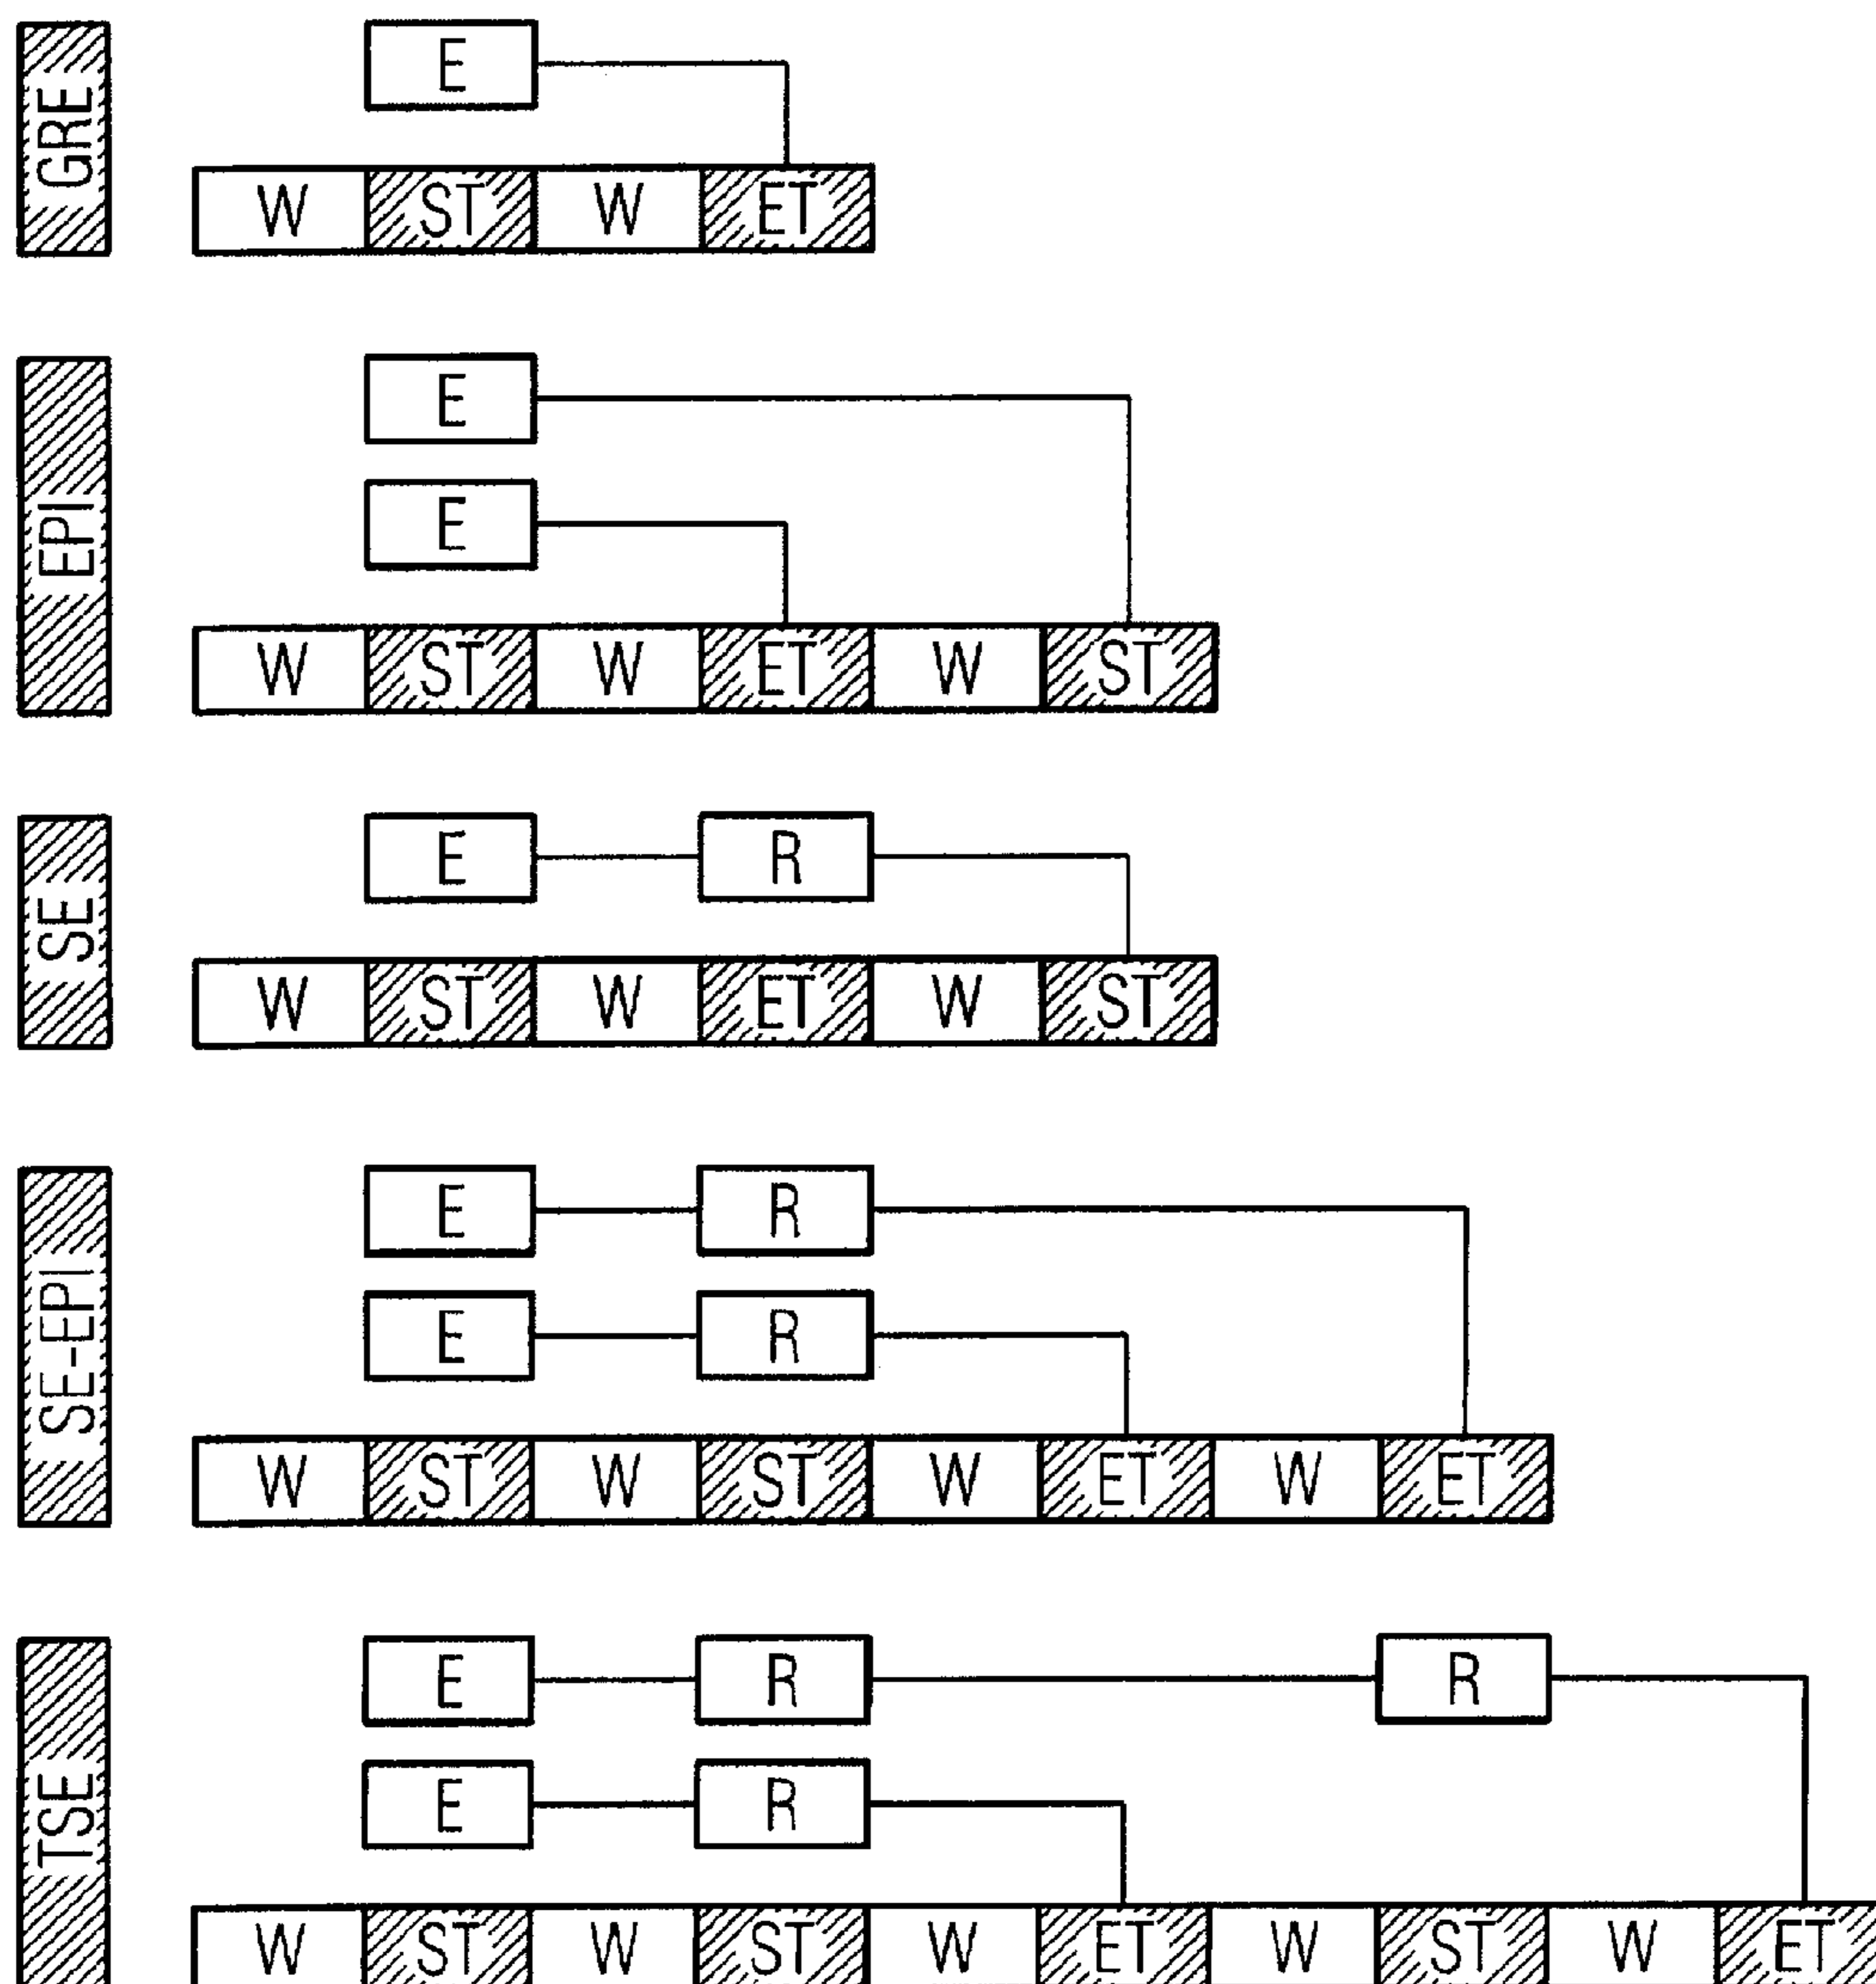 GRE
E
W ST W ET
EPI
E
E
W ST W ET W ST
SE
E R
W ST W ET W ST
SE-EPI
E R
E R
W ST W ST W ET W ET
TSE
E R R
E R
W ST W ST W ET W ST W ET